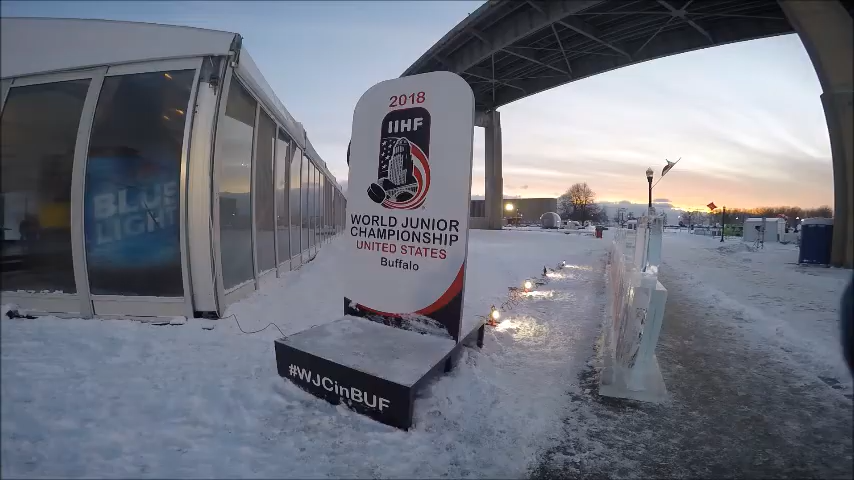 BLUE
LIGHT
2018
IIHF
WORLD JUNIOR
CHAMPIONSHIP
UNITED STATES
Buffalo
#WJCinBUF